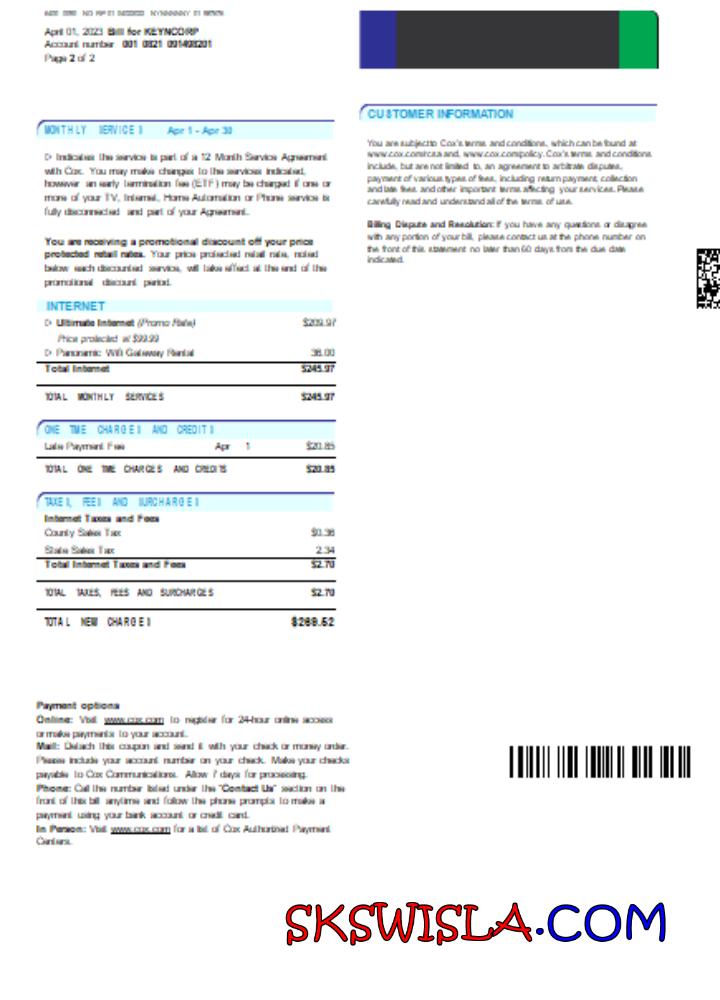 April 01, 2023 Bill for KEYNCORP
Account number 001 0821 091498201
Page 2 of 2
MONTHLY SERVICES Apr 1 - Apr 30
▷ Indicates the service is part of a 12 Month Service Agreement
with Cox. You may make changes to the services indicated,
however an early termination fee (ETF) may be charged if one or
more of your TV, Internet, Home Automation or Phone service is
fully disconnected and part of your Agreement.
You are receiving a promotional discount off your price
protected retail rates. Your price protected retail rate, noted
below each discounted service, will take effect at the end of the
promotional discount period.
INTERNET
▷ Ultimate Internet (Promo Rate) $209.97
Price protected at $99.99
▷ Panoramic Wifi Gateway Rental 36.00
Total Internet $245.97
TOTAL MONTHLY SERVICES $245.97
ONE TIME CHARGES AND CREDITS
Late Payment Fee Apr 1 $20.85
TOTAL ONE TIME CHARGES AND CREDITS $20.85
TAXES, FEES AND SURCHARGES
Internet Taxes and Fees
County Sales Tax $0.36
State Sales Tax 2.34
Total Internet Taxes and Fees $2.70
TOTAL TAXES, FEES AND SURCHARGES $2.70
TOTAL NEW CHARGES $269.52
Payment options
Online: Visit www.cox.com to register for 24-hour online access
or make payments to your account.
Mail: Detach this coupon and send it with your check or money order.
Please include your account number on your check. Make your checks
payable to Cox Communications. Allow 7 days for processing.
Phone: Call the number listed under the "Contact Us" section on the
front of this bill anytime and follow the phone prompts to make a
payment using your bank account or credit card.
In Person: Visit www.cox.com for a list of Cox Authorized Payment
Centers.
CUSTOMER INFORMATION
You are subject to Cox's terms and conditions, which can be found at
www.cox.com/rcsa and, www.cox.com/policy. Cox's terms and conditions
include, but are not limited to, an agreement to arbitrate disputes,
payment of various types of fees, including return payment, collection
and late fees and other important terms affecting your services. Please
carefully read and understand all of the terms of use.
Billing Dispute and Resolution: If you have any questions or disagree
with any portion of your bill, please contact us at the phone number on
the front of this statement no later than 60 days from the due date
indicated.
SKSWISLA.COM